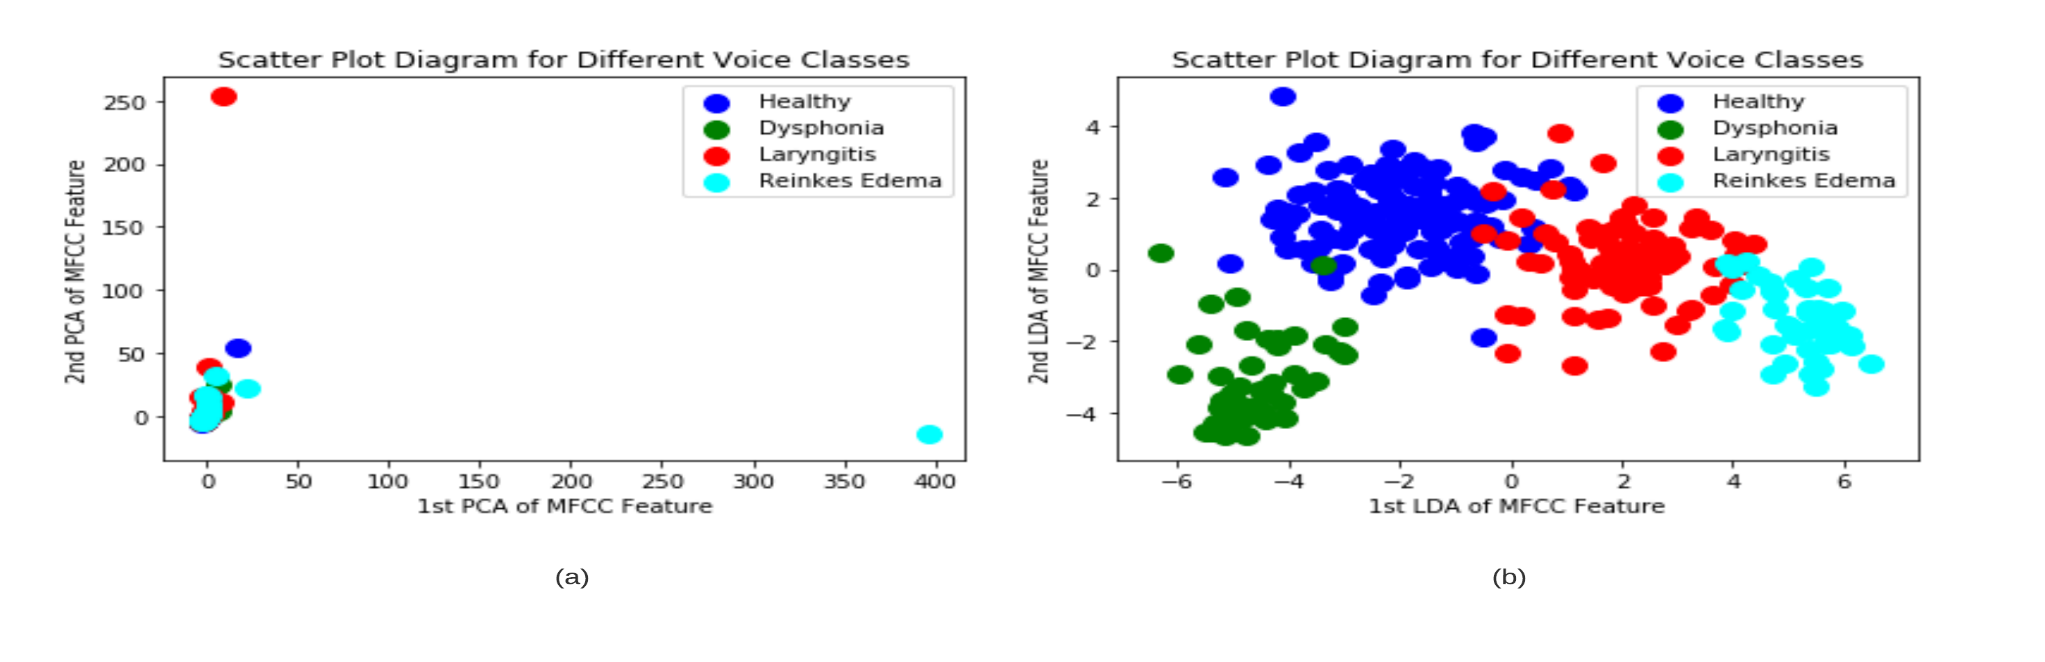 Scatter Plot Diagram for Different Voice Classes
Healthy
Dysphonia
Laryngitis
Reinkes Edema
250
200
150
100
50
0
2nd PCA of MFCC Feature
0 50 100 150 200 250 300 350 400
1st PCA of MFCC Feature
(a)
Scatter Plot Diagram for Different Voice Classes
Healthy
Dysphonia
Laryngitis
Reinkes Edema
4
2
0
−2
−4
2nd LDA of MFCC Feature
−6 −4 −2 0 2 4 6
1st LDA of MFCC Feature
(b)